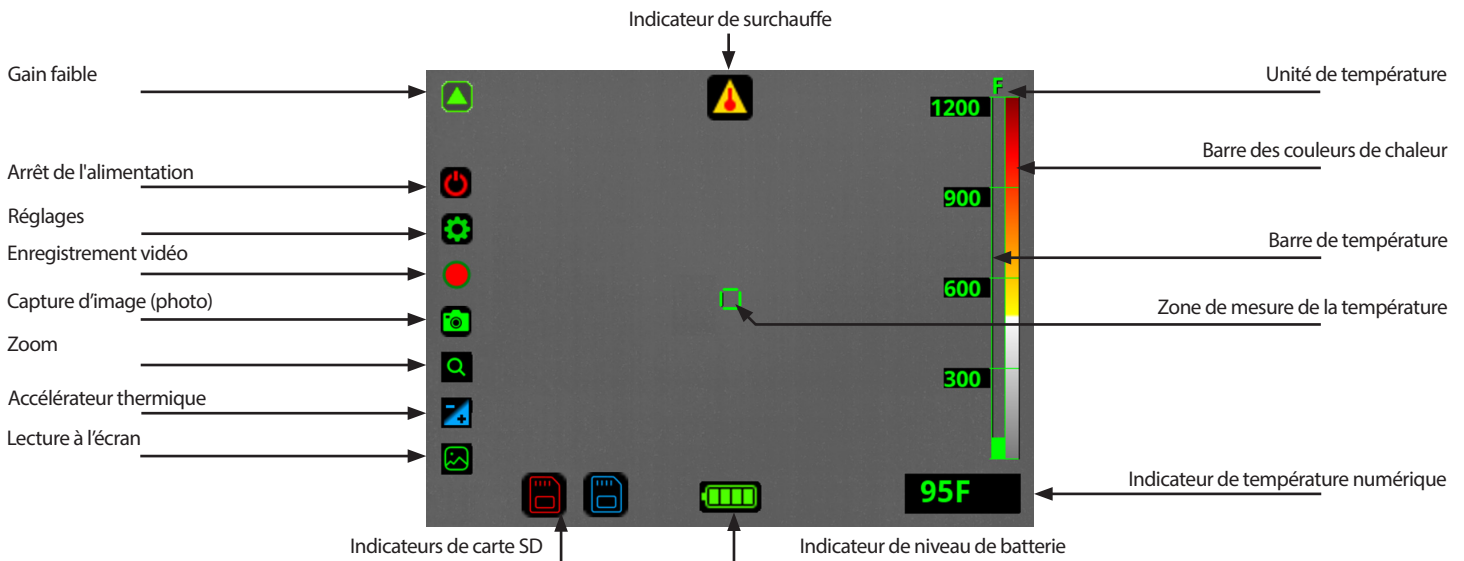 Indicateur de surchauffe
Gain faible
Unité de température
F
1200
Barre des couleurs de chaleur
Arrêt de l'alimentation
900
Réglages
Barre de température
Enregistrement vidéo
600
Capture d’image (photo)
Zone de mesure de la température
Zoom
300
Accélérateur thermique
Lecture à l’écran
Indicateur de température numérique
95F
Indicateurs de carte SD
Indicateur de niveau de batterie